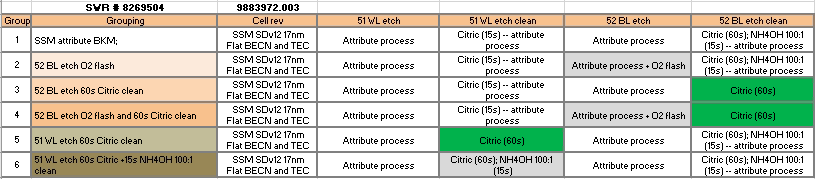 SWR # 8269504 9883972.003
Group Grouping Cell rev 51 WL etch 51 WL etch clean 52 BL etch 52 BL etch clean
1 SSM attribute BKM; SSM SDv12 17nm Flat BECN and TEC Attribute process Citric (15s) -- attribute process Attribute process Citric (60s); NH4OH 100:1 (15s) -- attribute process
2 52 BL etch O2 flash SSM SDv12 17nm Flat BECN and TEC Attribute process Citric (15s) -- attribute process Attribute process + O2 flash Citric (60s); NH4OH 100:1 (15s) -- attribute process
3 52 BL etch 60s Citric clean SSM SDv12 17nm Flat BECN and TEC Attribute process Citric (15s) -- attribute process Attribute process Citric (60s)
4 52 BL etch O2 flash and 60s Citric clean SSM SDv12 17nm Flat BECN and TEC Attribute process Citric (15s) -- attribute process Attribute process + O2 flash Citric (60s)
5 51 WL etch 60s Citric clean SSM SDv12 17nm Flat BECN and TEC Attribute process Citric (60s) Attribute process Citric (60s); NH4OH 100:1 (15s) -- attribute process
6 51 WL etch 60s Citric +15s NH4OH 100:1 clean SSM SDv12 17nm Flat BECN and TEC Attribute process Citric (60s); NH4OH 100:1 (15s) Attribute process Citric (60s); NH4OH 100:1 (15s) -- attribute process